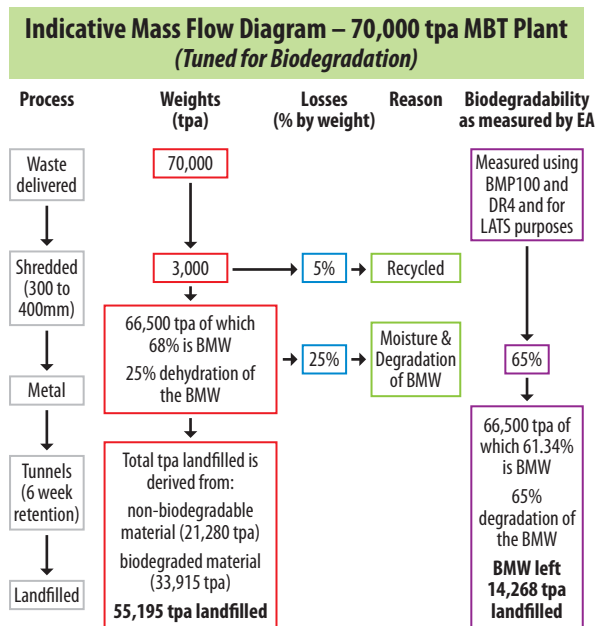 Indicative Mass Flow Diagram – 70,000 tpa MBT Plant
(Tuned for Biodegradation)
Process
Weights
(tpa)
Losses
(% by weight)
Reason
Biodegradability
as measured by EA
Waste
delivered
70,000
Measured using
BMP100 and
DR4 and for
LATS purposes
Shredded
(300 to
400mm)
3,000
5%
Recycled
66,500 tpa of which
68% is BMW
25% dehydration of
the BMW
25%
Moisture &
Degradation
of BMW
65%
Metal
Tunnels
(6 week
retention)
Total tpa landfilled is
derived from:
non-biodegradable
material (21,280 tpa)
biodegraded material
(33,915 tpa)
55,195 tpa landfilled
66,500 tpa of
which 61.34%
is BMW
65%
degradation of
the BMW
BMW left
14,268 tpa
landfilled
Landfilled